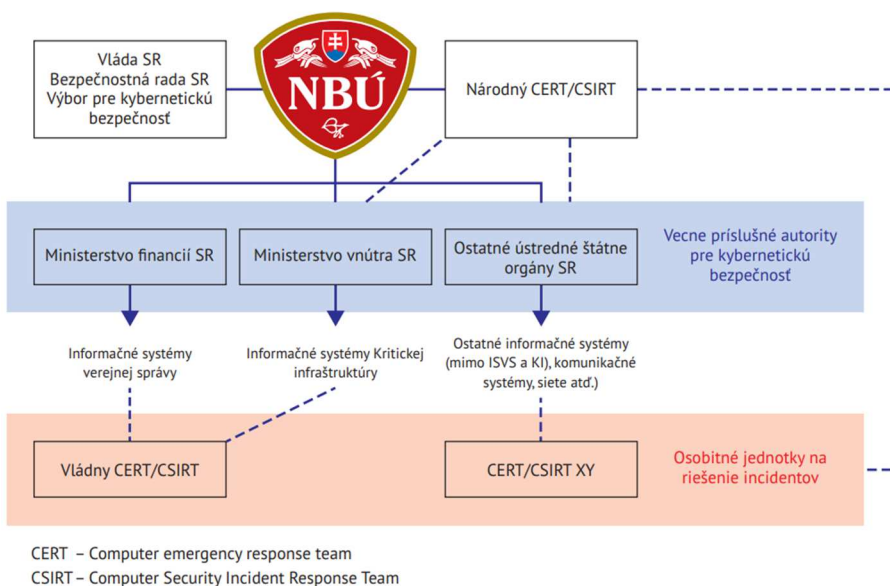 Vláda SR
Bezpečnostná rada SR
Výbor pre kybernetickú
bezpečnosť
NBÚ
Národný CERT/CSIRT
Ministerstvo financií SR
Ministerstvo vnútra SR
Ostatné ústredné štátne
orgány SR
Vecne príslušné autority
pre kybernetickú
bezpečnosť
Informačné systémy
verejnej správy
Informačné systémy Kritickej
infraštruktúry
Ostatné informačné systémy
(mimo ISVS a KI), komunikačné
systémy, siete atď.)
Vládny CERT/CSIRT
CERT/CSIRT XY
Osobitné jednotky na
riešenie incidentov
CERT – Computer emergency response team
CSIRT – Computer Security Incident Response Team